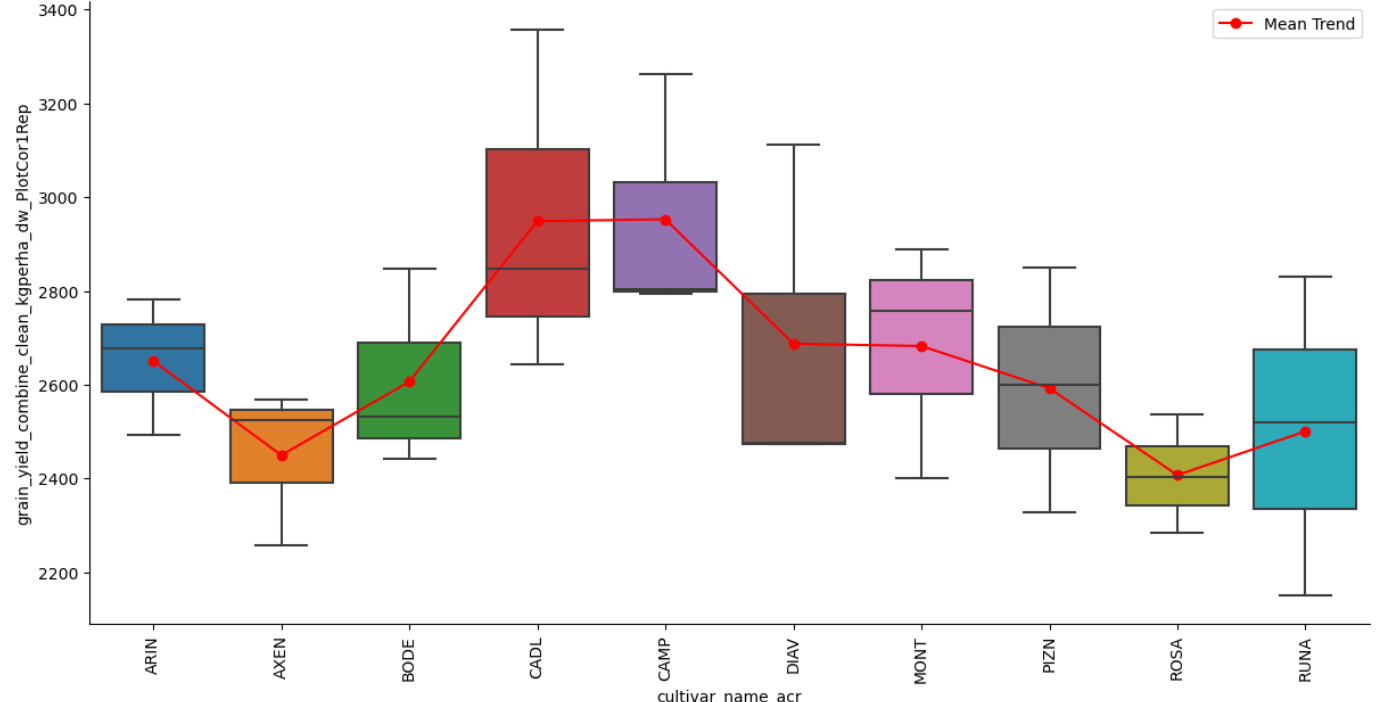 3400
3200
3000
2800
2600
2400
2200
grain_yield_combine_clean_kgperha_dw_PlotCor1Rep
Mean Trend
ARIN
AXEN
BODE
CADL
CAMP
DIAV
MONT
PIZN
ROSA
RUNA
cultivar_name_acr